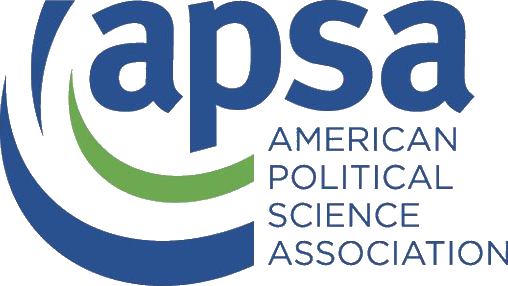 apsa
AMERICAN
POLITICAL
SCIENCE
ASSOCIATION